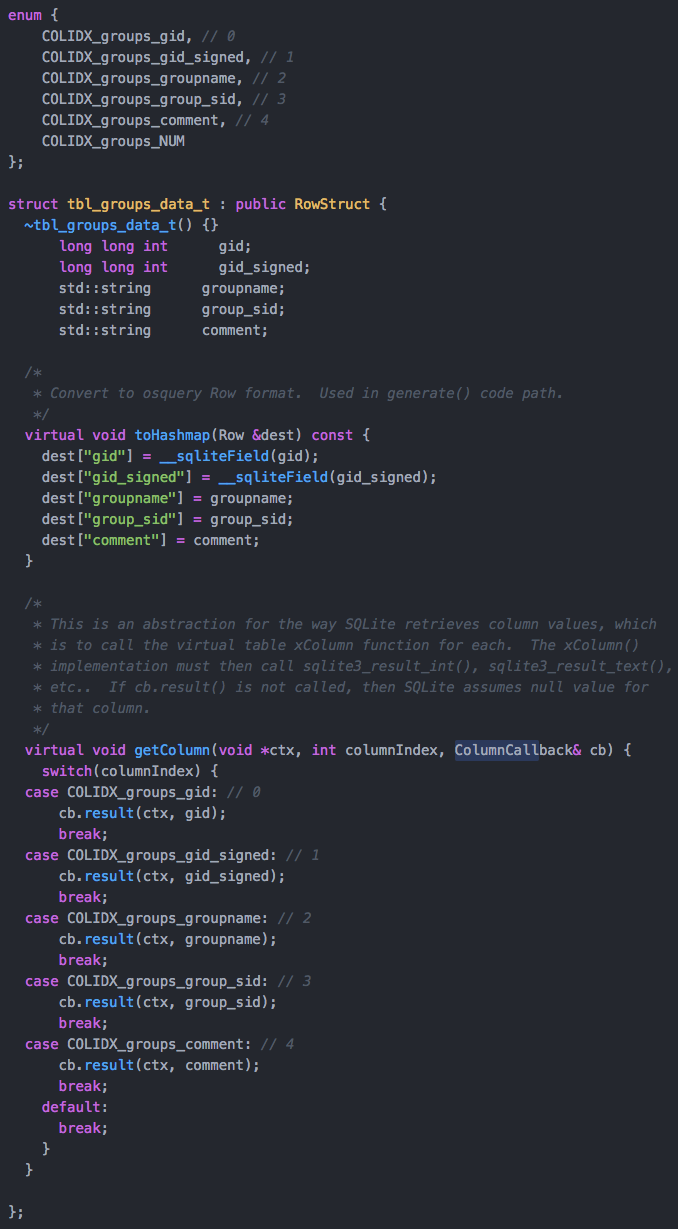 enum {
    COLIDX_groups_gid, // 0
    COLIDX_groups_gid_signed, // 1
    COLIDX_groups_groupname, // 2
    COLIDX_groups_group_sid, // 3
    COLIDX_groups_comment, // 4
    COLIDX_groups_NUM
};

struct tbl_groups_data_t : public RowStruct {
  ~tbl_groups_data_t() {}
      long long int      gid;
      long long int      gid_signed;
      std::string      groupname;
      std::string      group_sid;
      std::string      comment;

  /*
   * Convert to osquery Row format.  Used in generate() code path.
   */
  virtual void toHashmap(Row &dest) const {
    dest["gid"] = __sqliteField(gid);
    dest["gid_signed"] = __sqliteField(gid_signed);
    dest["groupname"] = groupname;
    dest["group_sid"] = group_sid;
    dest["comment"] = comment;
  }

  /*
   * This is an abstraction for the way SQLite retrieves column values, which
   * is to call the virtual table xColumn function for each.  The xColumn()
   * implementation must then call sqlite3_result_int(), sqlite3_result_text(),
   * etc..  If cb.result() is not called, then SQLite assumes null value for
   * that column.
   */
  virtual void getColumn(void *ctx, int columnIndex, ColumnCallback& cb) {
    switch(columnIndex) {
  case COLIDX_groups_gid: // 0
      cb.result(ctx, gid);
      break;
  case COLIDX_groups_gid_signed: // 1
      cb.result(ctx, gid_signed);
      break;
  case COLIDX_groups_groupname: // 2
      cb.result(ctx, groupname);
      break;
  case COLIDX_groups_group_sid: // 3
      cb.result(ctx, group_sid);
      break;
  case COLIDX_groups_comment: // 4
      cb.result(ctx, comment);
      break;
    default:
      break;
    }
  }

};